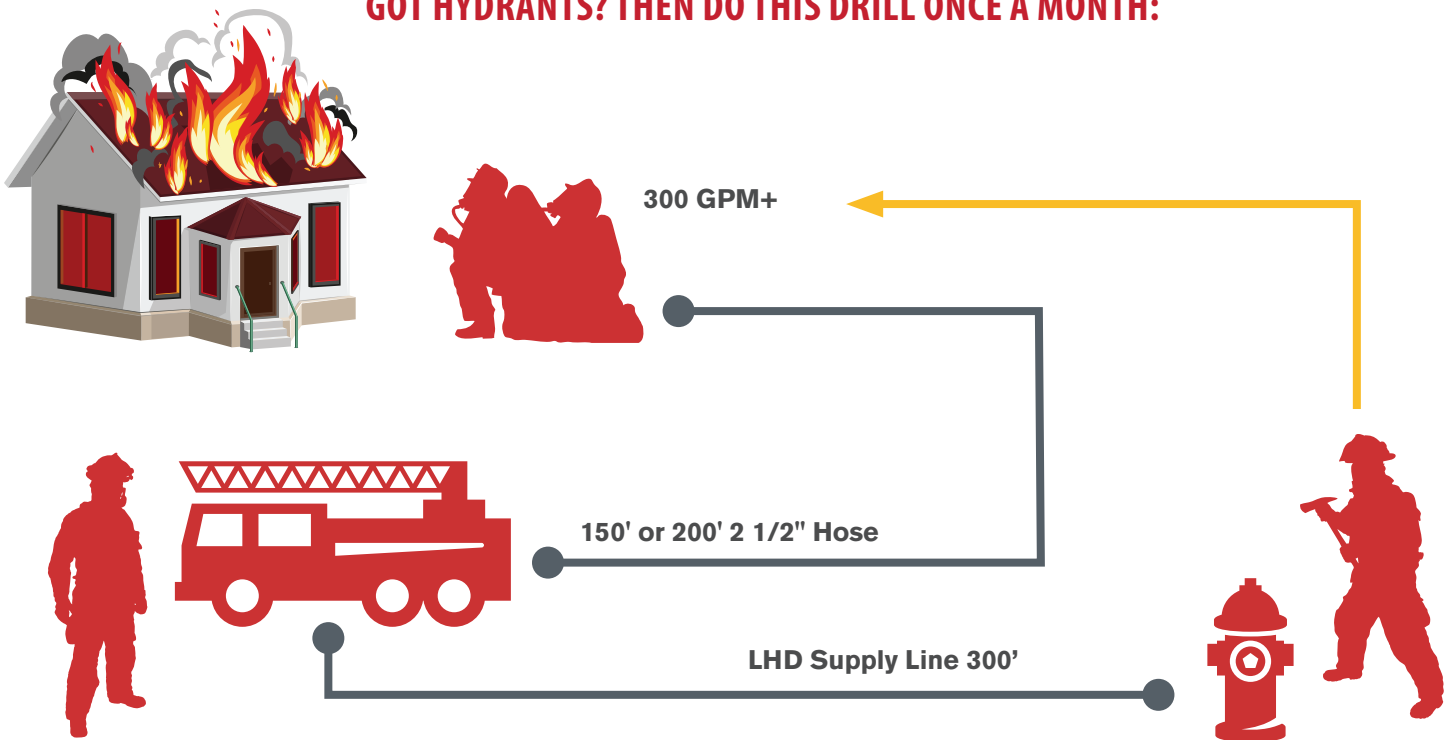 GOT HYDRANTS? THEN DO THIS DRILL ONCE A MONTH:
300 GPM+
150' or 200' 2 1/2" Hose
LHD Supply Line 300’